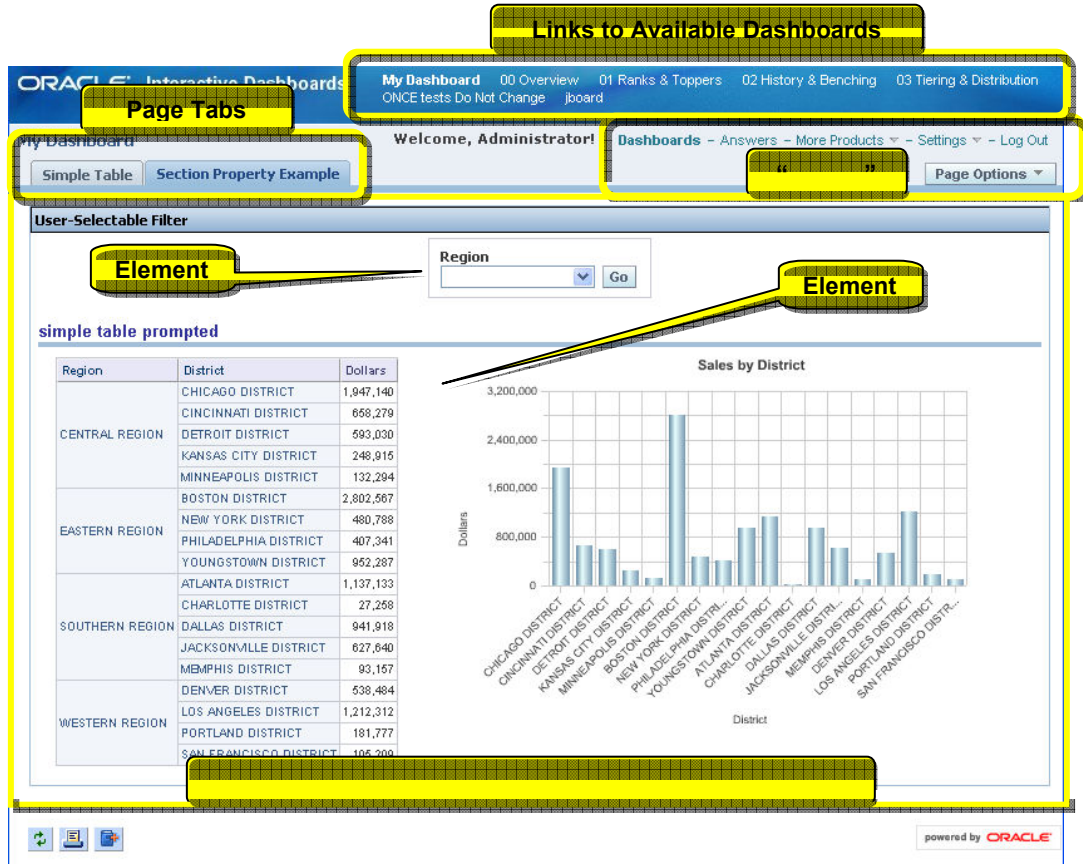 Links to Available Dashboards
ORACLE Interactive Dashboards
My Dashboard 00 Overview 01 Ranks & Toppers 02 History & Benching 03 Tiering & Distribution
ONCE tests Do Not Change jboard
Page Tabs
My Dashboard
Welcome, Administrator!
Dashboards – Answers – More Products – Settings – Log Out
“ ”
Simple Table Section Property Example
Page Options
User-Selectable Filter
Region
Go
Element
Element
simple table prompted
Region District Dollars
CENTRAL REGION
CHICAGO DISTRICT 1,947,140
CINCINNATI DISTRICT 658,279
DETROIT DISTRICT 593,030
KANSAS CITY DISTRICT 248,915
MINNEAPOLIS DISTRICT 132,294
EASTERN REGION
BOSTON DISTRICT 2,802,567
NEW YORK DISTRICT 480,788
PHILADELPHIA DISTRICT 407,341
YOUNGSTOWN DISTRICT 952,287
SOUTHERN REGION
ATLANTA DISTRICT 1,137,133
CHARLOTTE DISTRICT 27,258
DALLAS DISTRICT 941,918
JACKSONVILLE DISTRICT 627,640
MEMPHIS DISTRICT 93,157
WESTERN REGION
DENVER DISTRICT 538,484
LOS ANGELES DISTRICT 1,212,312
PORTLAND DISTRICT 181,777
SAN FRANCISCO DISTRICT 105,209
Sales by District
Dollars
3,200,000
2,400,000
1,600,000
800,000
0
CHICAGO DISTRICT
CINCINNATI DISTRICT
DETROIT DISTRICT
KANSAS CITY DISTRICT
MINNEAPOLIS DISTRICT
BOSTON DISTRICT
NEW YORK DISTRICT
PHILADELPHIA DISTRI...
YOUNGSTOWN DISTRICT
ATLANTA DISTRICT
CHARLOTTE DISTRICT
DALLAS DISTRICT
JACKSONVILLE DISTRI...
MEMPHIS DISTRICT
DENVER DISTRICT
LOS ANGELES DISTRICT
PORTLAND DISTRICT
SAN FRANCISCO DISTR...
District
powered by ORACLE